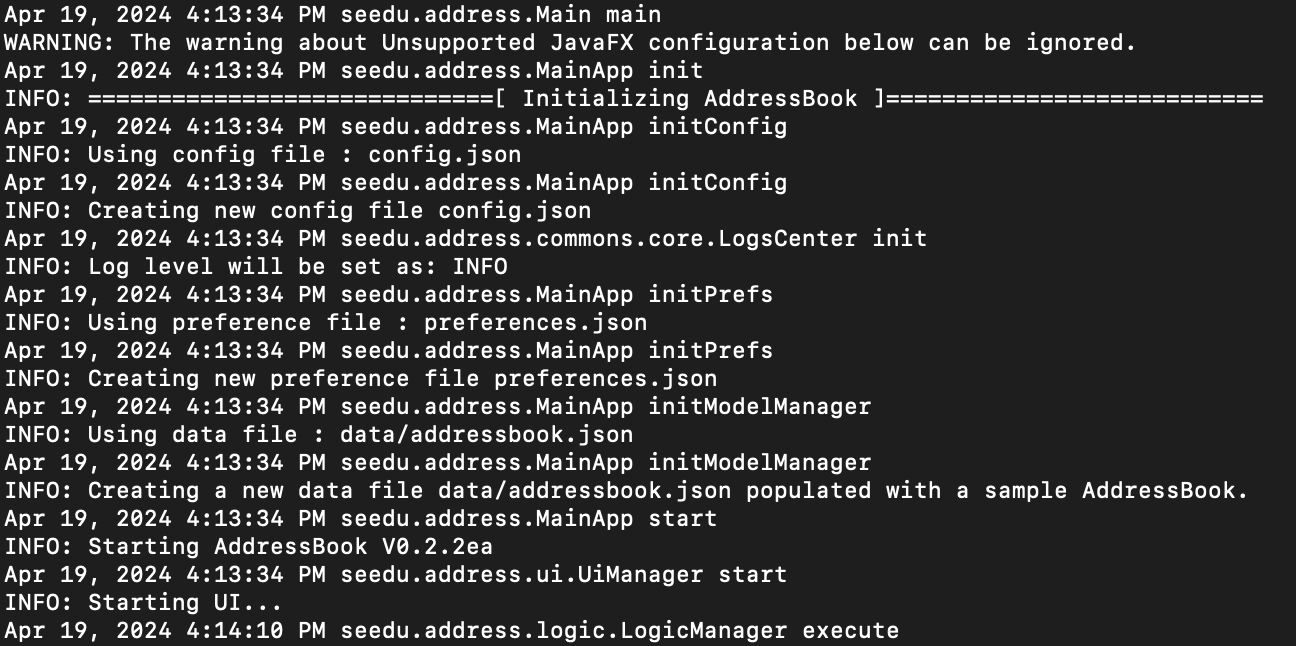 Apr 19, 2024 4:13:34 PM seedu.address.Main main
WARNING: The warning about Unsupported JavaFX configuration below can be ignored.
Apr 19, 2024 4:13:34 PM seedu.address.MainApp init
INFO: =============================[ Initializing AddressBook ]===========================
Apr 19, 2024 4:13:34 PM seedu.address.MainApp initConfig
INFO: Using config file : config.json
Apr 19, 2024 4:13:34 PM seedu.address.MainApp initConfig
INFO: Creating new config file config.json
Apr 19, 2024 4:13:34 PM seedu.address.commons.core.LogsCenter init
INFO: Log level will be set as: INFO
Apr 19, 2024 4:13:34 PM seedu.address.MainApp initPrefs
INFO: Using preference file : preferences.json
Apr 19, 2024 4:13:34 PM seedu.address.MainApp initPrefs
INFO: Creating new preference file preferences.json
Apr 19, 2024 4:13:34 PM seedu.address.MainApp initModelManager
INFO: Using data file : data/addressbook.json
Apr 19, 2024 4:13:34 PM seedu.address.MainApp initModelManager
INFO: Creating a new data file data/addressbook.json populated with a sample AddressBook.
Apr 19, 2024 4:13:34 PM seedu.address.MainApp start
INFO: Starting AddressBook V0.2.2ea
Apr 19, 2024 4:13:34 PM seedu.address.ui.UiManager start
INFO: Starting UI...
Apr 19, 2024 4:14:10 PM seedu.address.logic.LogicManager execute